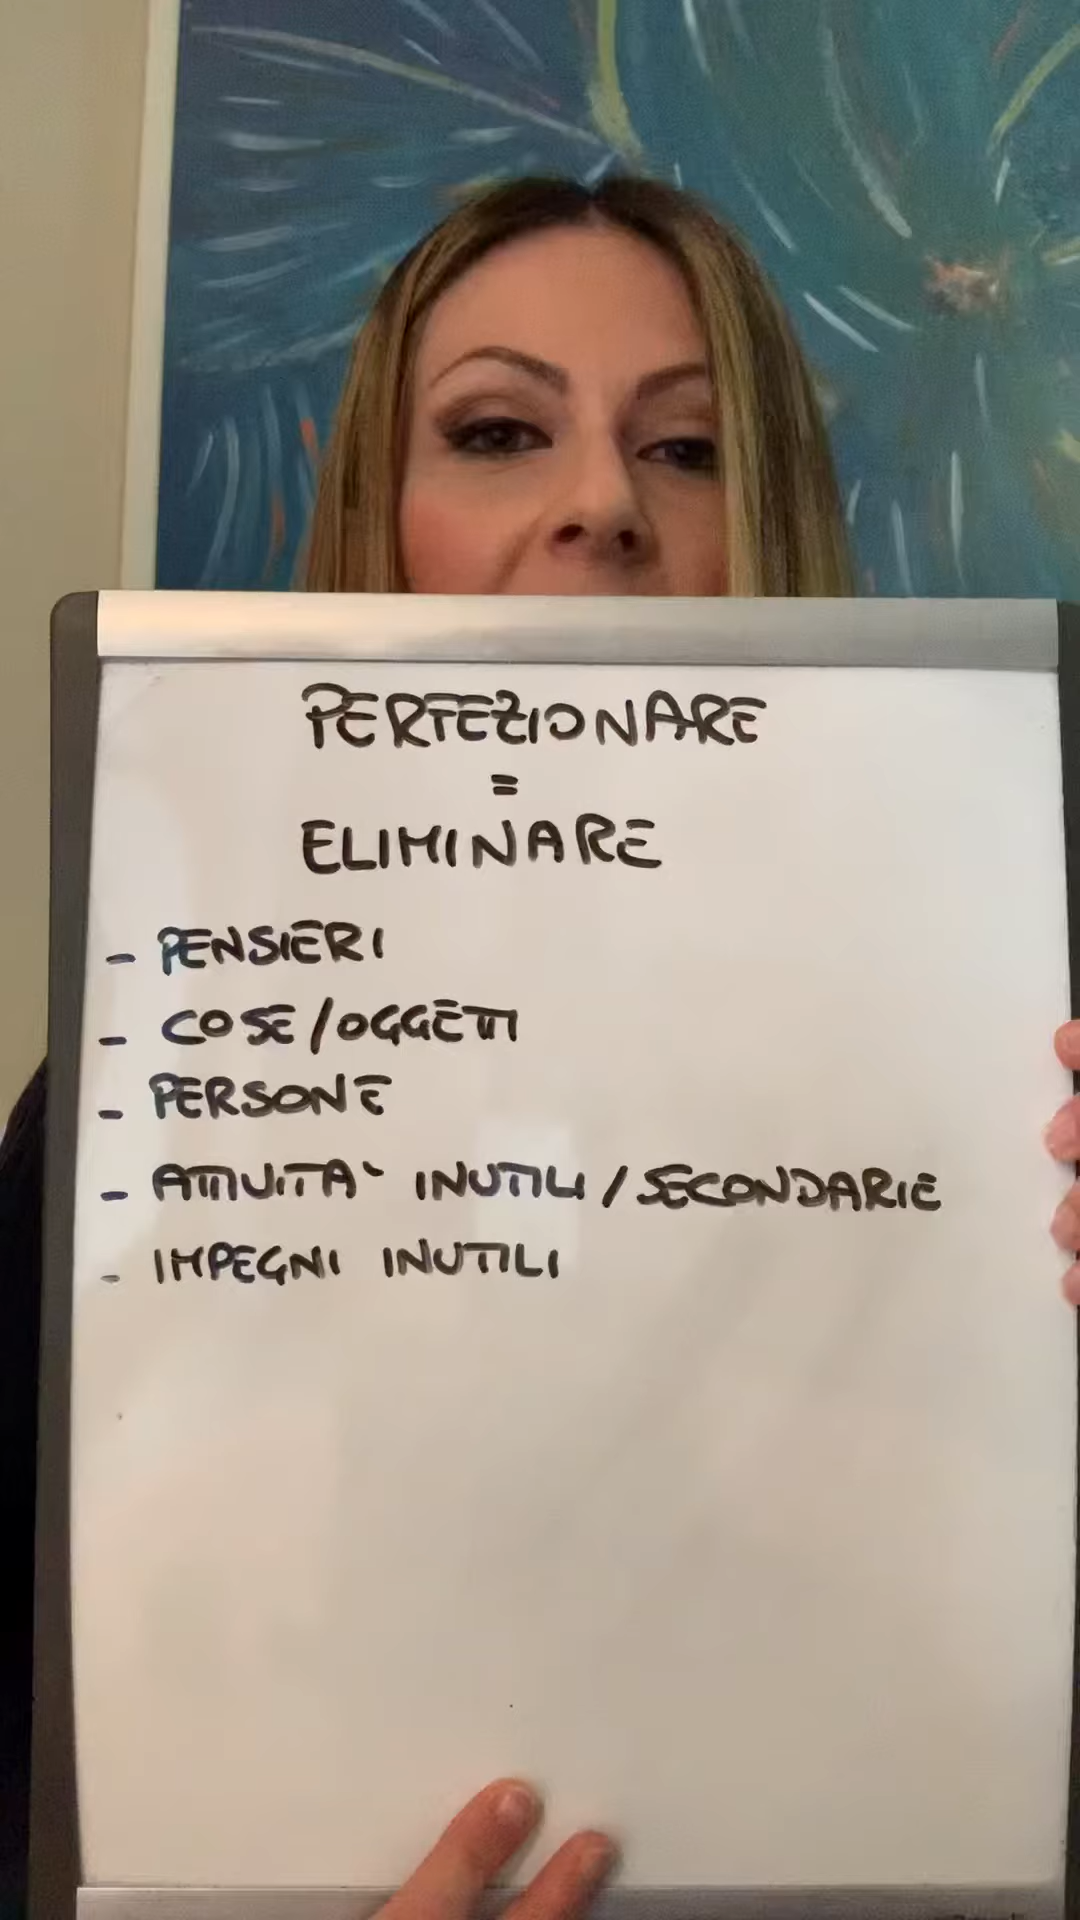 PERFEZIONARE
=
ELIMINARE
- PENSIERI
- COSE/OGGETTI
- PERSONE
- ATTIVITA` INUTILI/SECONDARIE
- IMPEGNI INUTILI